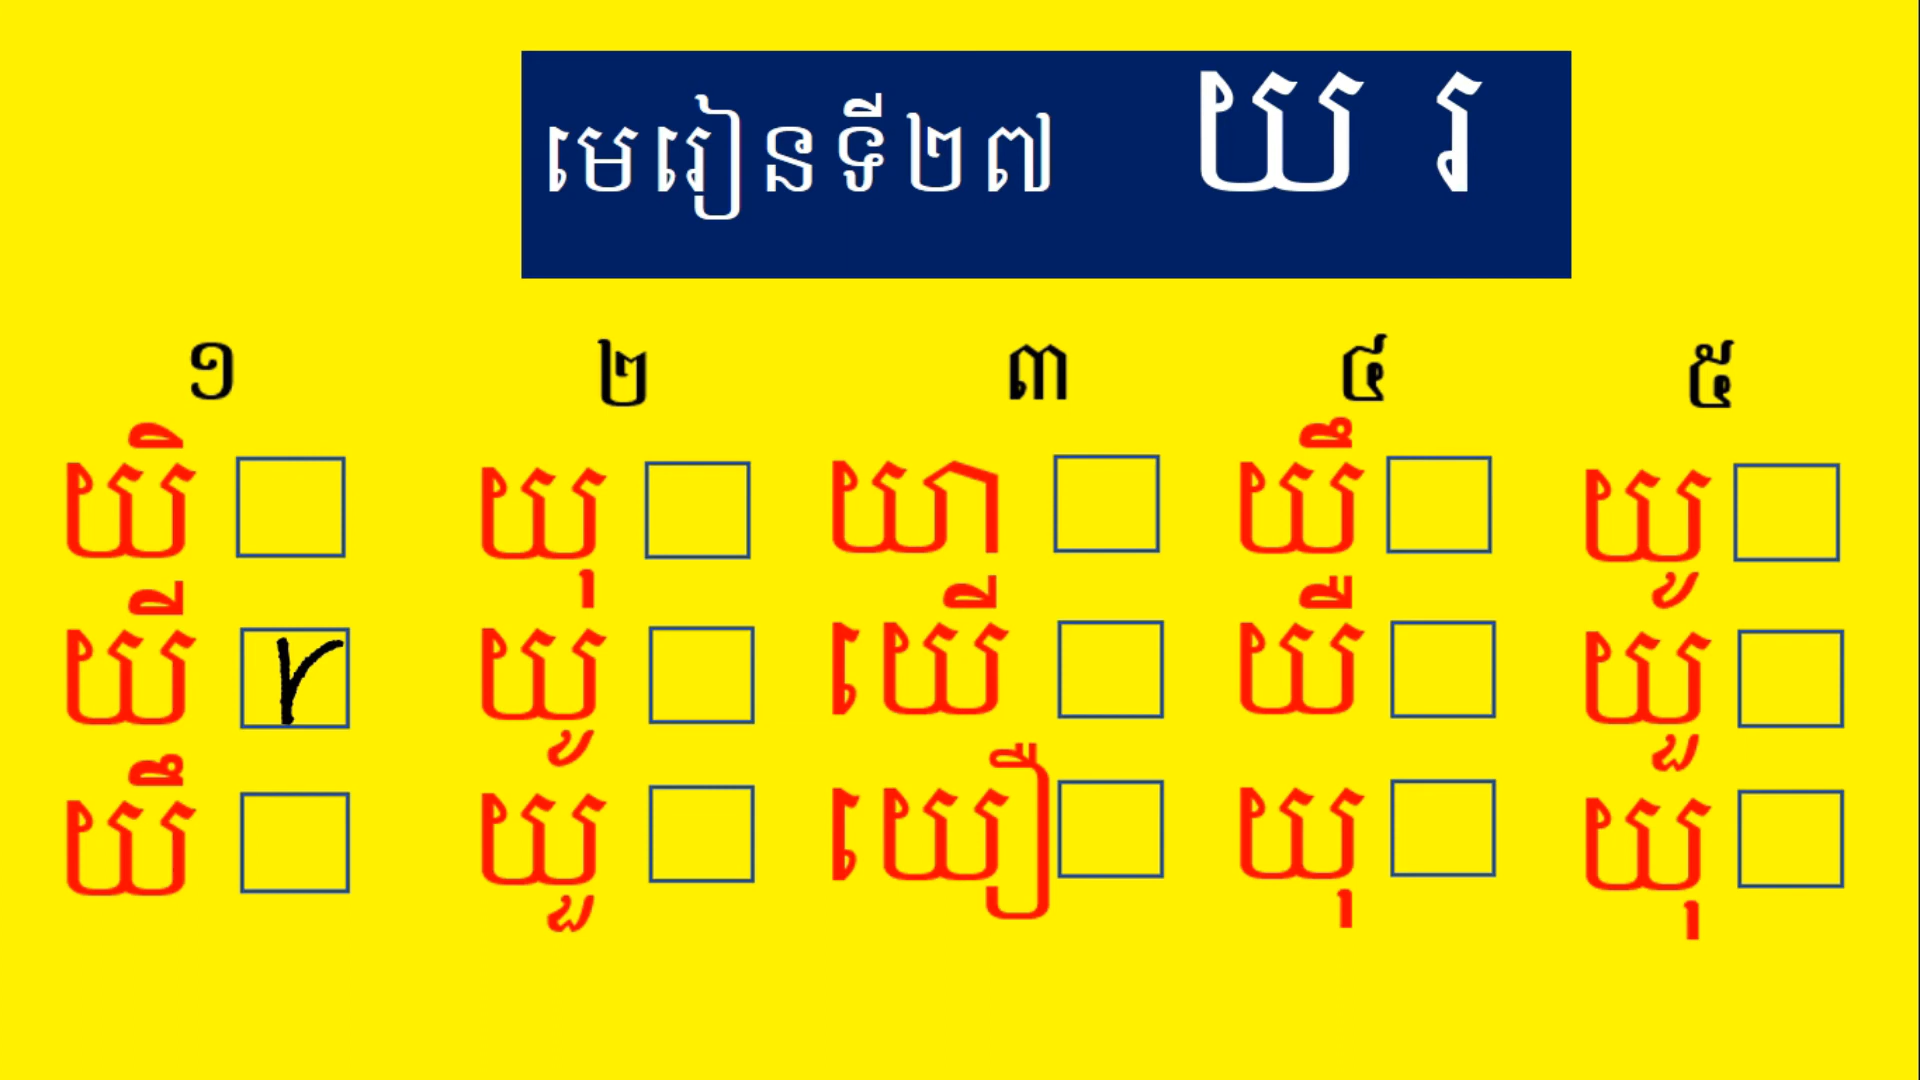 មេរៀនទី២៧ យ រ
១ ២ ៣ ៤ ៥
យិ យុ យា យឹ យូ
យី យូ យើ យឺ យួ
យឹ យួ យឿ យុ យុ